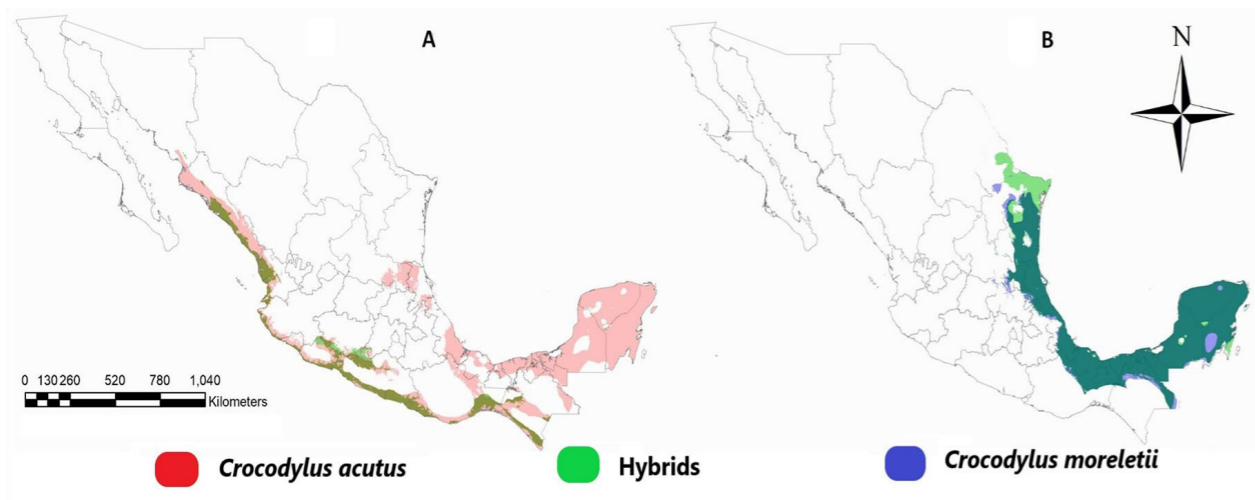 A
B
N
0 130 260 520 780 1,040
Kilometers
Crocodylus acutus
Hybrids
Crocodylus moreletii